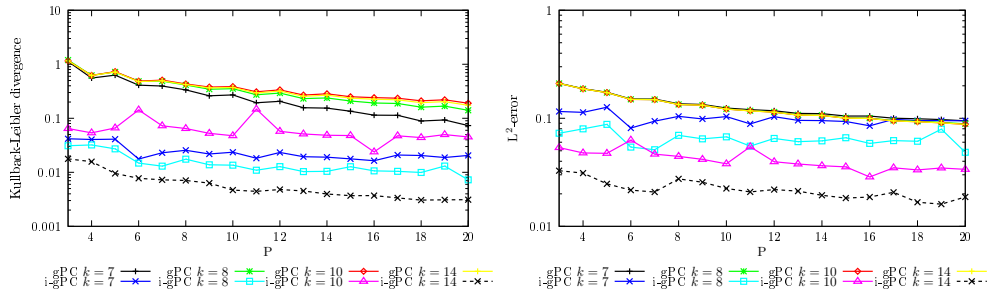 10
1
0.1
0.01
0.001
Kullback-Leibler divergence
4 6 8 10 12 14 16 18 20
P
gPC k = 7 gPC k = 8 gPC k = 10 gPC k = 14
i-gPC k = 7 i-gPC k = 8 i-gPC k = 10 i-gPC k = 14
1
0.1
0.01
L²-error
4 6 8 10 12 14 16 18 20
P
gPC k = 7 gPC k = 8 gPC k = 10 gPC k = 14
i-gPC k = 7 i-gPC k = 8 i-gPC k = 10 i-gPC k = 14